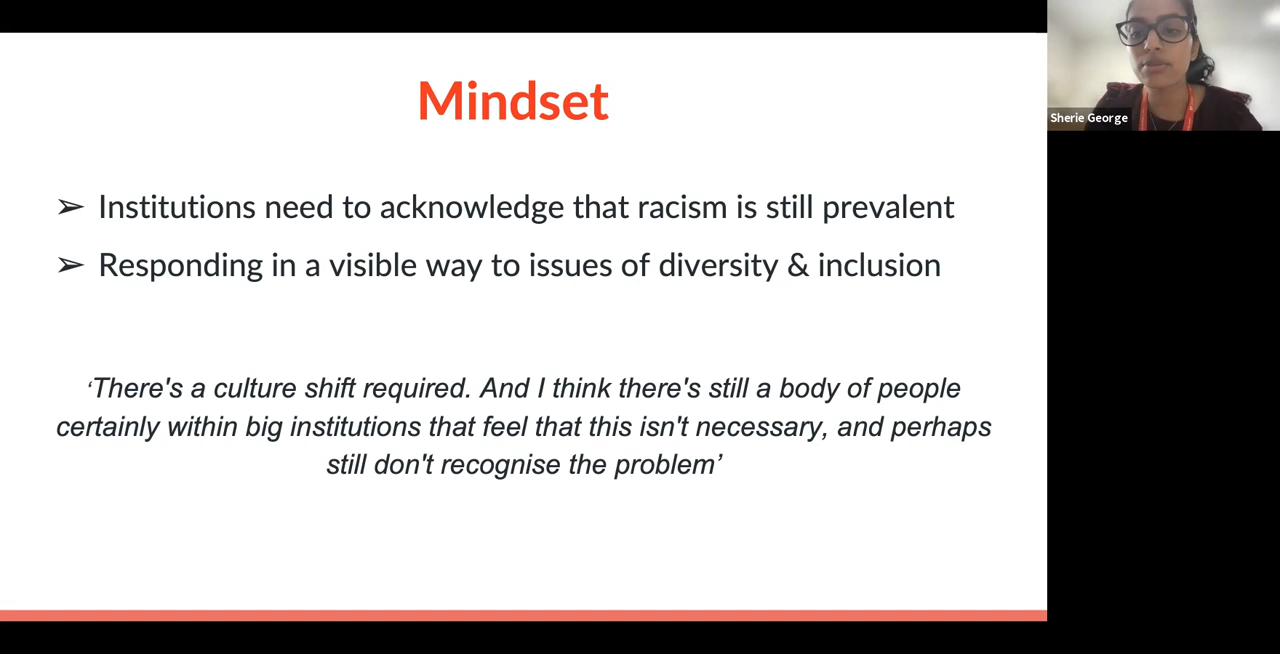 Mindset
➢ Institutions need to acknowledge that racism is still prevalent
➢ Responding in a visible way to issues of diversity & inclusion
‘There's a culture shift required. And I think there's still a body of people
certainly within big institutions that feel that this isn't necessary, and perhaps
still don't recognise the problem’
Sherie George